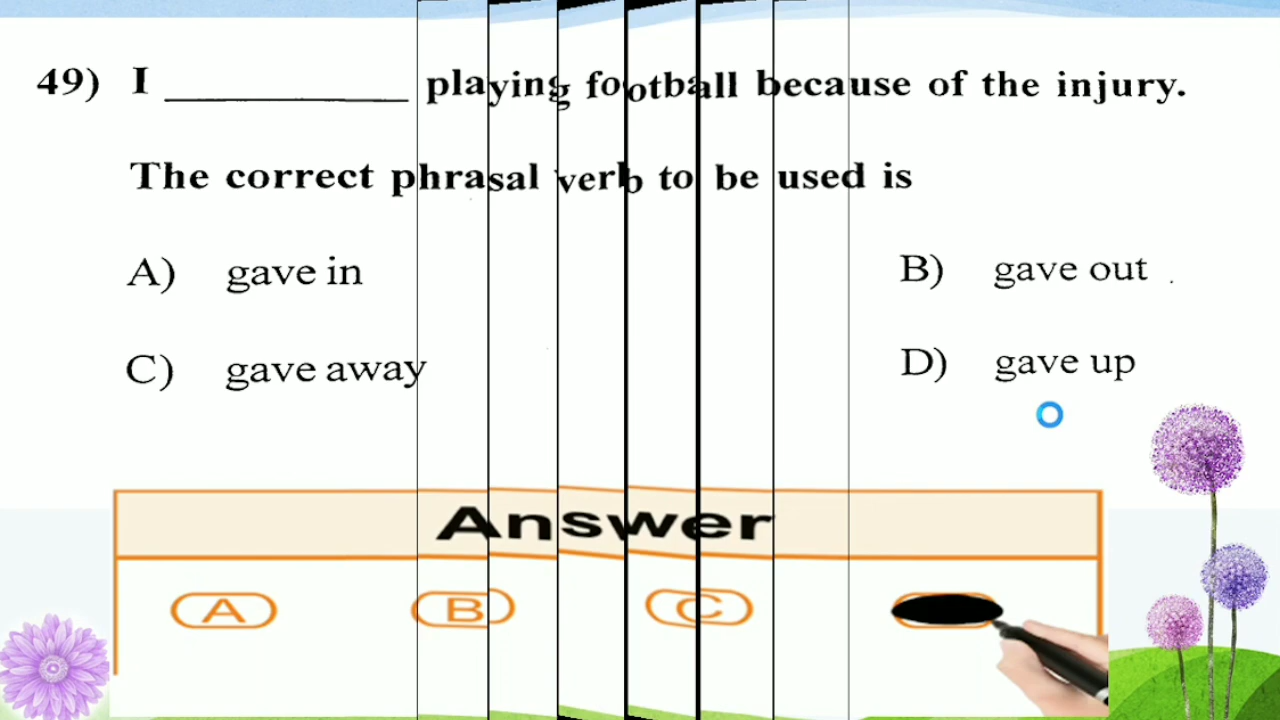 49) I ____________ playing football because of the injury.
The correct phrasal verb to be used is
A) gave in B) gave out .
C) gave away D) gave up
Answer
A B C